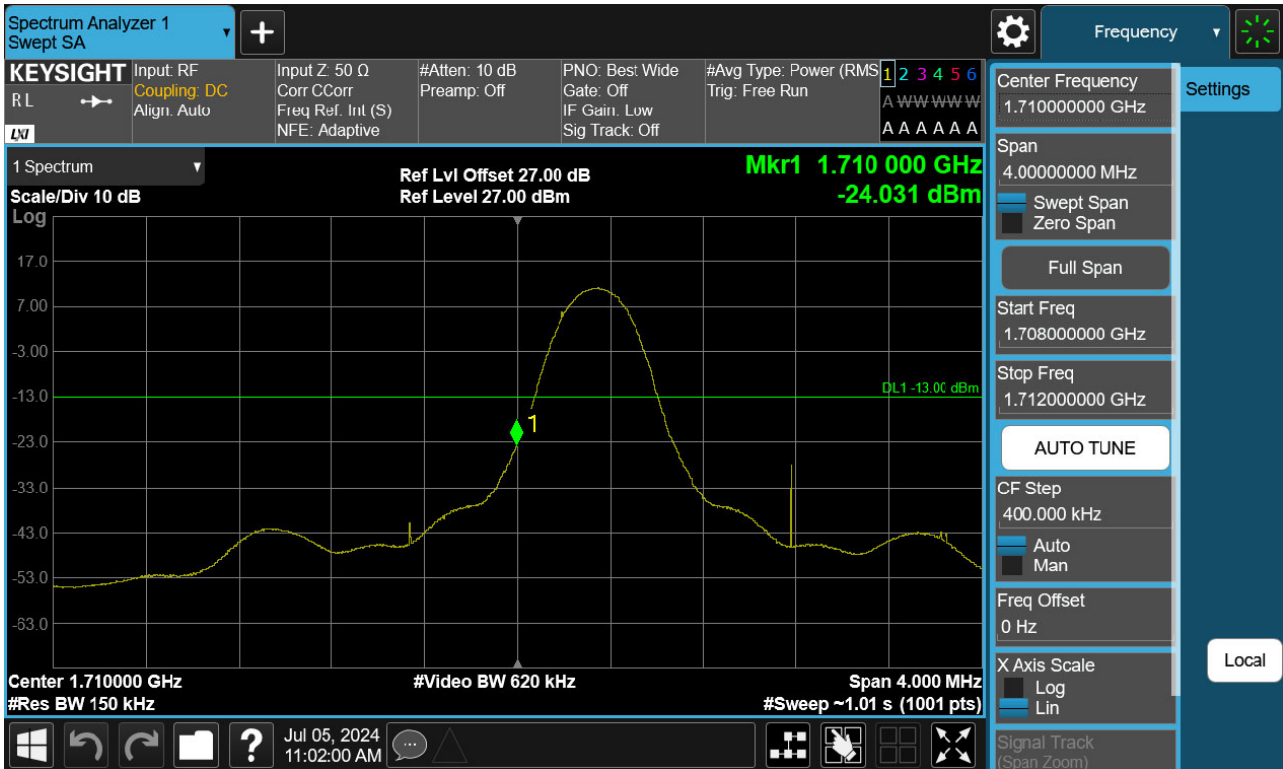 Spectrum Analyzer 1
Swept SA
Frequency
KEYSIGHT
R L
LXI
Input: RF
Coupling: DC
Align: Auto
Input Z: 50 Ω
Corr CCorr
Freq Ref: Int (S)
NFE: Adaptive
#Atten: 10 dB
Preamp: Off
PNO: Best Wide
Gate: Off
IF Gain: Low
Sig Track: Off
#Avg Type: Power (RMS
Trig: Free Run
1 2 3 4 5 6
A W W W W W
A A A A A A
1 Spectrum
Scale/Div 10 dB
Log
Ref Lvl Offset 27.00 dB
Ref Level 27.00 dBm
Mkr1 1.710 000 GHz
-24.031 dBm
17.0
7.00
-3.00
-13.0
-23.0
-33.0
-43.0
-53.0
-63.0
DL1 -13.00 dBm
1
Center 1.710000 GHz
#Res BW 150 kHz
#Video BW 620 kHz
Span 4.000 MHz
#Sweep ~1.01 s (1001 pts)
Center Frequency
1.710000000 GHz
Span
4.00000000 MHz
Swept Span
Zero Span
Full Span
Start Freq
1.708000000 GHz
Stop Freq
1.712000000 GHz
AUTO TUNE
CF Step
400.000 kHz
Auto
Man
Freq Offset
0 Hz
X Axis Scale
Log
Lin
Signal Track
(Span Zoom)
Settings
Local
?
Jul 05, 2024
11:02:00 AM